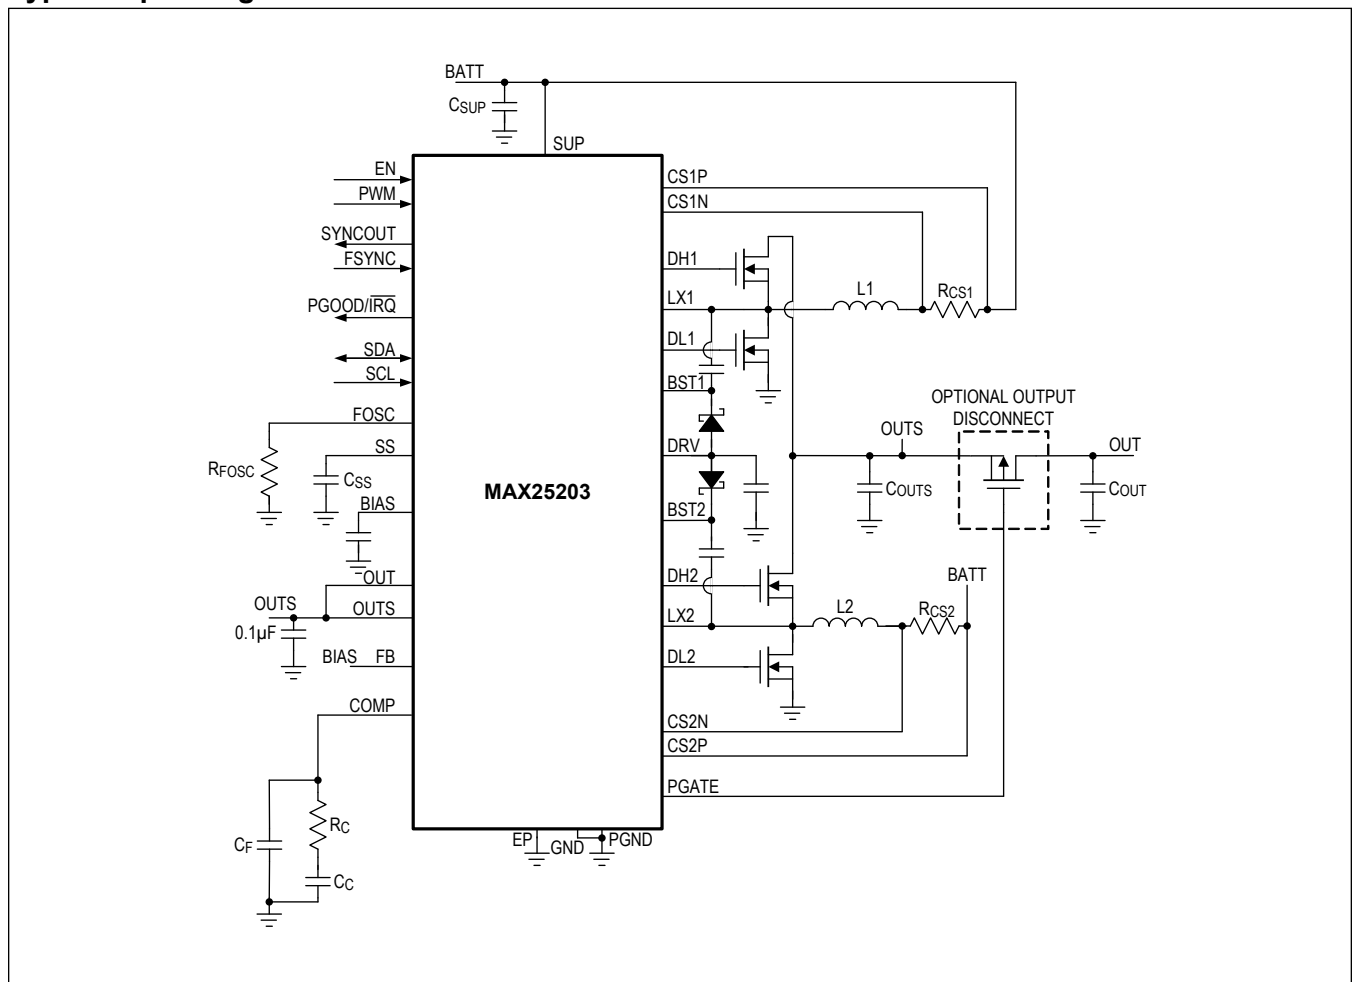 BATT
CSUP
SUP
EN
PWM
SYNCOUT
FSYNC
PGOOD/IRQ
SDA
SCL
FOSC
RFOSC
SS
CSS
BIAS
OUT
OUTS
OUTS
0.1µF
BIAS FB
COMP
CF
RC
CC
MAX25203
EP
GND
PGND
CS1P
CS1N
DH1
LX1
L1
RCS1
DL1
BST1
DRV
BST2
OPTIONAL OUTPUT
DISCONNECT
OUTS
OUT
COUTS
COUT
DH2
BATT
LX2
L2
RCS2
DL2
CS2N
CS2P
PGATE